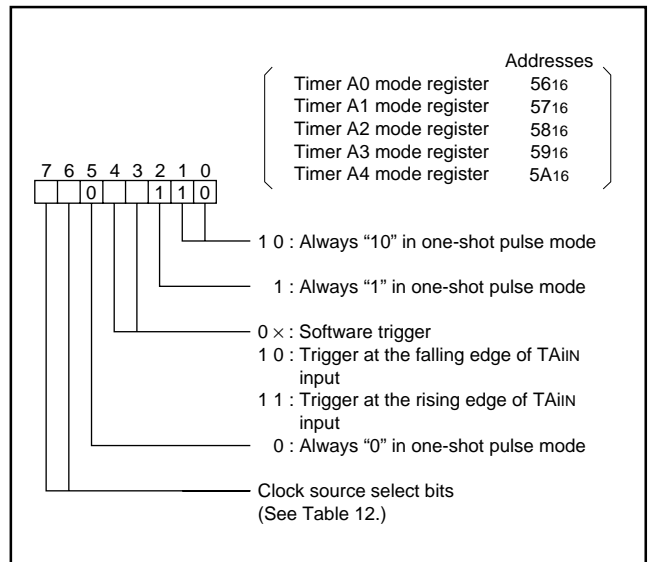 Addresses
Timer A0 mode register 5616
Timer A1 mode register 5716
Timer A2 mode register 5816
Timer A3 mode register 5916
Timer A4 mode register 5A16
7 6 5 4 3 2 1 0
0 1 1 0
1 0 : Always “10” in one-shot pulse mode
1 : Always “1” in one-shot pulse mode
0 × : Software trigger
1 0 : Trigger at the falling edge of TAiIN
input
1 1 : Trigger at the rising edge of TAiIN
input
0 : Always “0” in one-shot pulse mode
Clock source select bits
(See Table 12.)